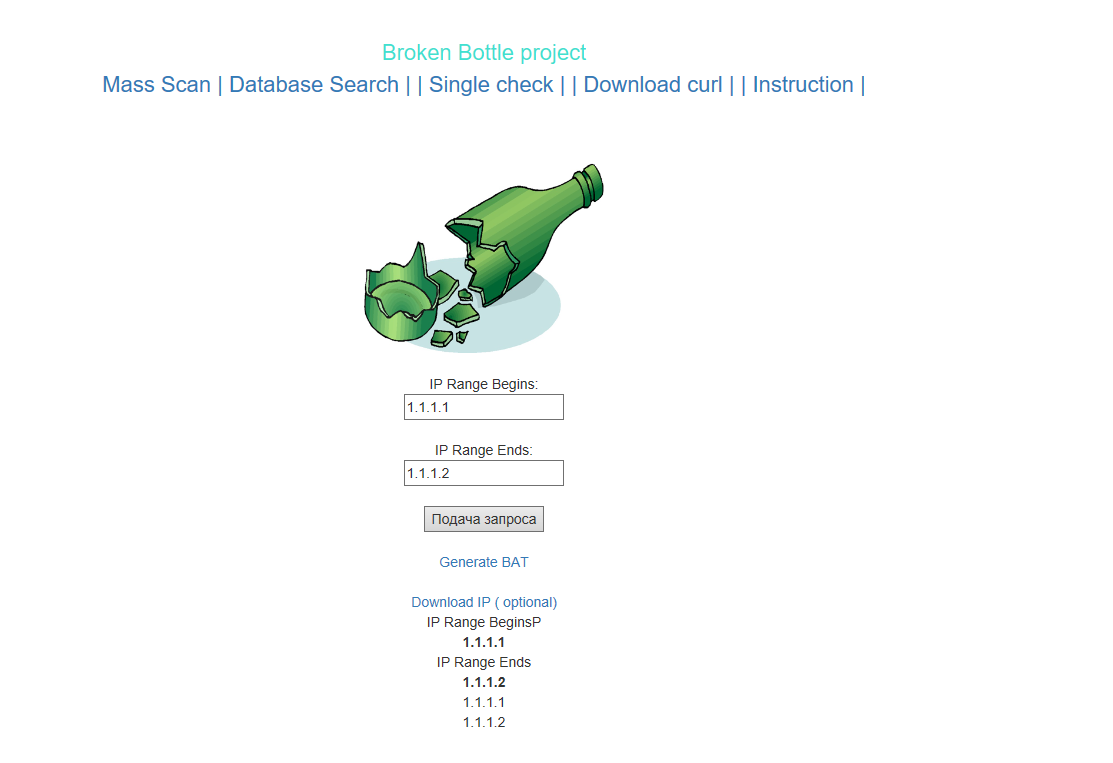 Broken Bottle project
Mass Scan | Database Search | | Single check | | Download curl | | Instruction |
IP Range Begins:
1.1.1.1
IP Range Ends:
1.1.1.2
Подача запроса
Generate BAT
Download IP ( optional)
IP Range BeginsP
1.1.1.1
IP Range Ends
1.1.1.2
1.1.1.1
1.1.1.2